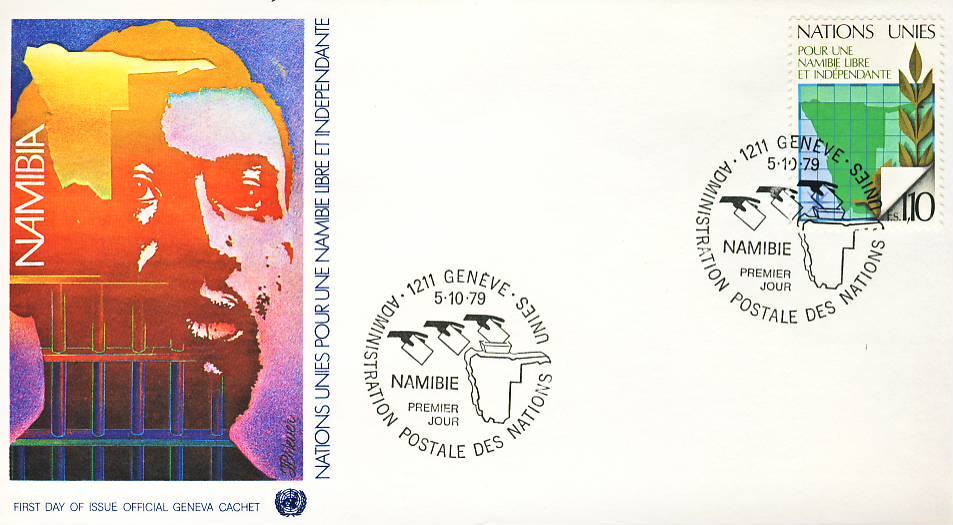 NAMIBIA
NATIONS UNIES POUR UNE NAMIBIE LIBRE ET INDEPENDANTE
FIRST DAY OF ISSUE OFFICIAL GENEVA CACHET
ADMINISTRATION POSTALE DES NATIONS UNIES · 1211 GENÈVE ·
5·10·79
NAMIBIE
PREMIER
JOUR
NATIONS UNIES
POUR UNE
NAMIBIE LIBRE
ET INDÉPENDANTE
F.S. 1,10
ADMINISTRATION POSTALE DES NATIONS UNIES · 1211 GENÈVE ·
5·10·79
NAMIBIE
PREMIER
JOUR